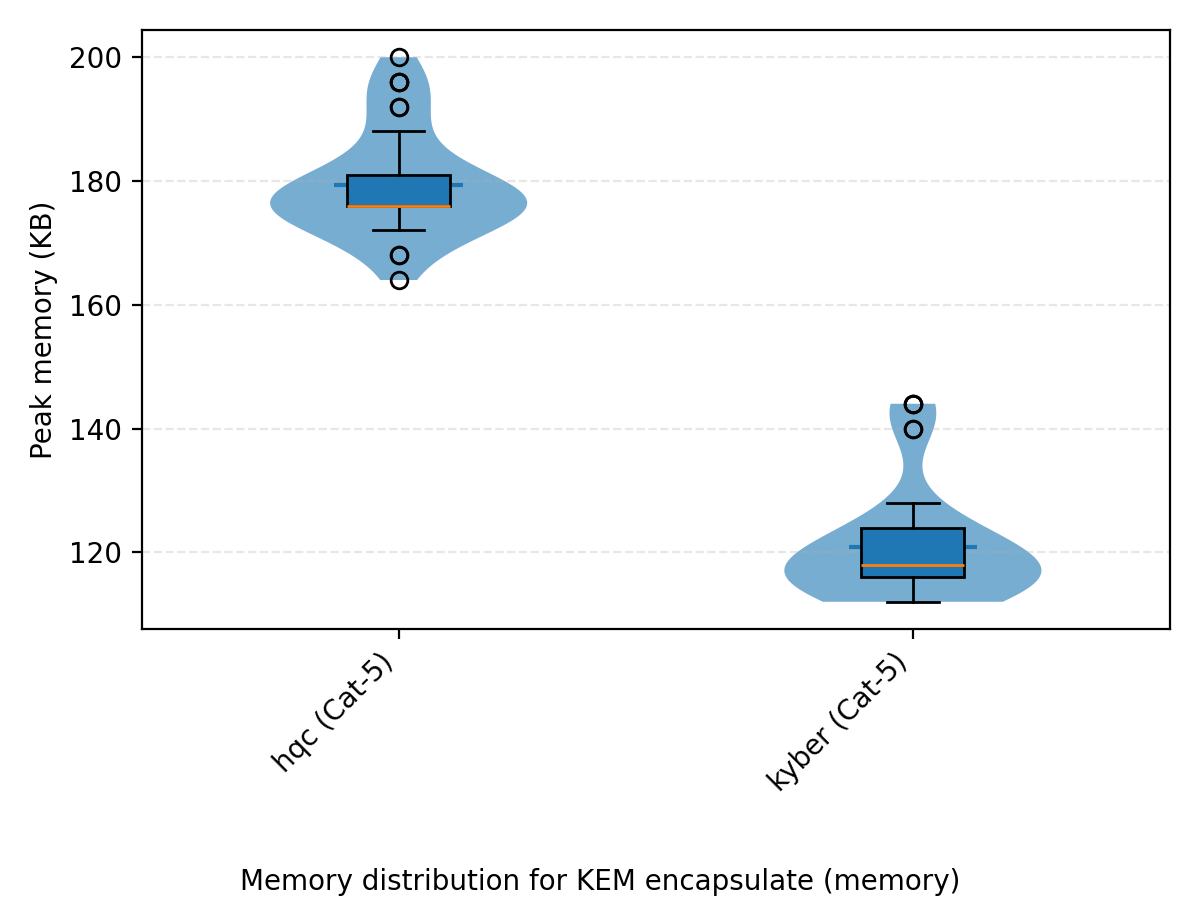 200
180
160
140
120
Peak memory (KB)
hqc (Cat-5)
kyber (Cat-5)
Memory distribution for KEM encapsulate (memory)